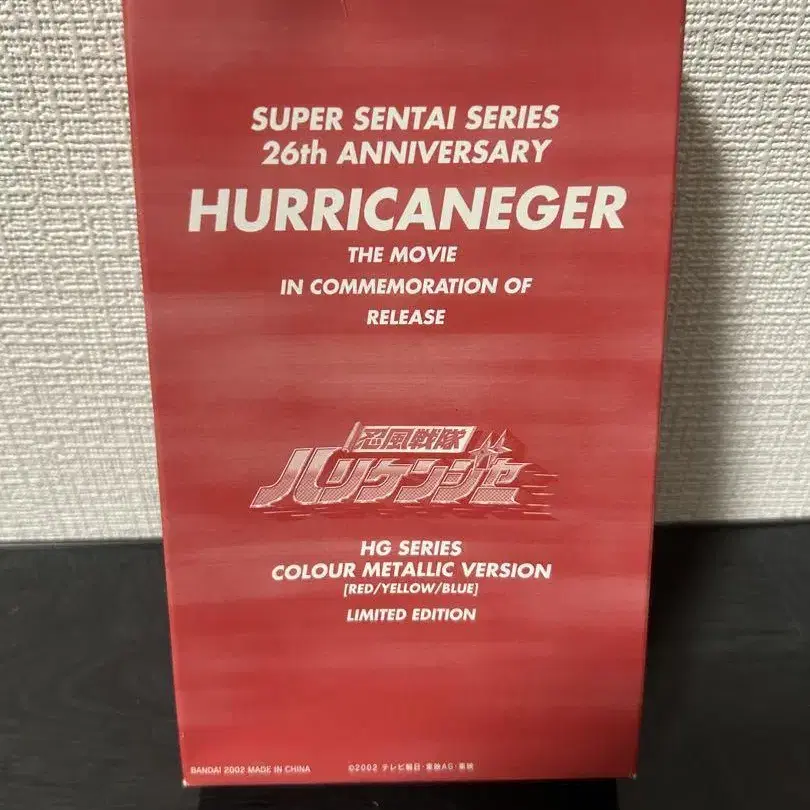 SUPER SENTAI SERIES
26th ANNIVERSARY
HURRICANEGER
THE MOVIE
IN COMMEMORATION OF
RELEASE
忍風戦隊
ハリケンジャー
HG SERIES
COLOUR METALLIC VERSION
[RED/YELLOW/BLUE]
LIMITED EDITION
BANDAI 2002 MADE IN CHINA
©2002 テレビ朝日・東映AG・東映